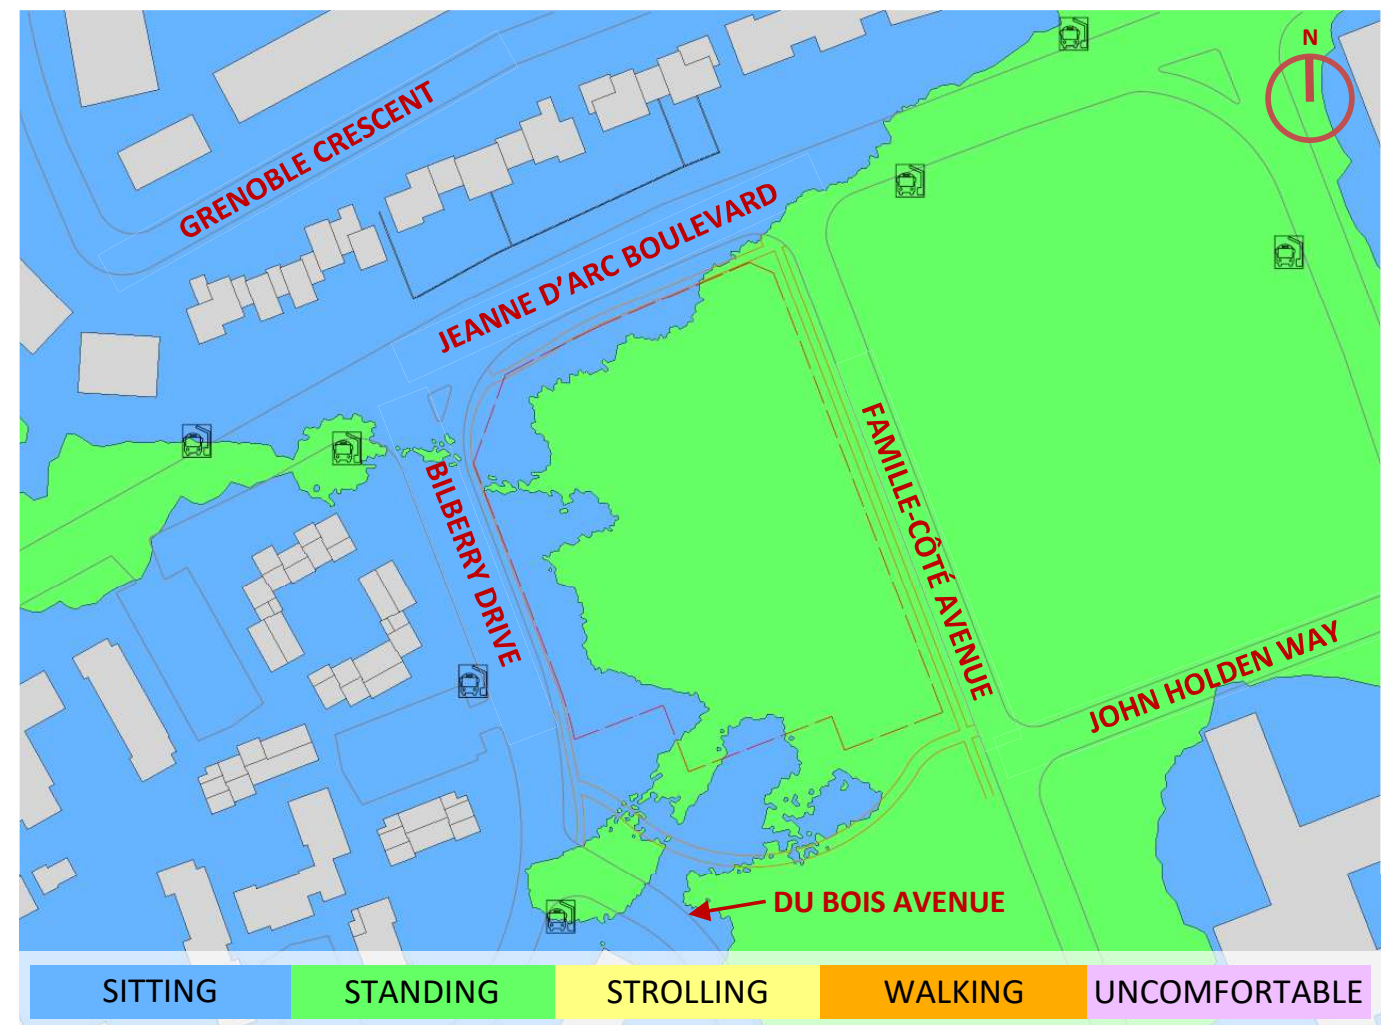 N
GRENOBLE CRESCENT
JEANNE D'ARC BOULEVARD
FAMILLE-CÔTÉ AVENUE
BILBERRY DRIVE
JOHN HOLDEN WAY
DU BOIS AVENUE
SITTING
STANDING
STROLLING
WALKING
UNCOMFORTABLE